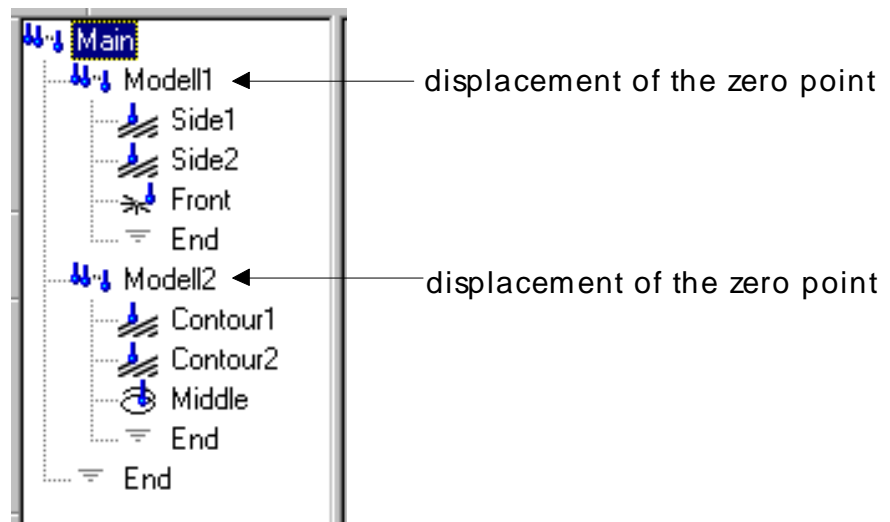 Main
Modell1 displacement of the zero point
Side1
Side2
Front
End
Modell2 displacement of the zero point
Contour1
Contour2
Middle
End
End